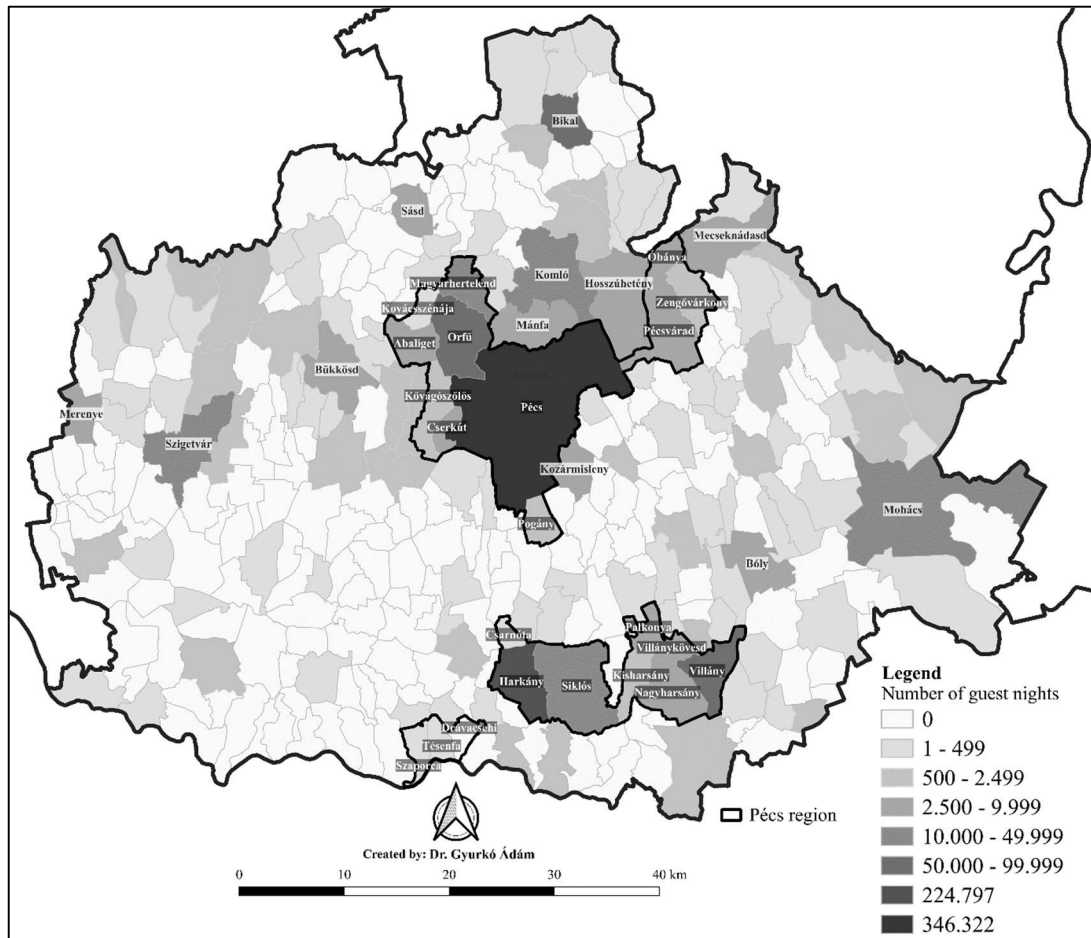 Bikal
Sásd
Mecseknádasd
Óbánya
Komló
Hosszúhetény
Magyarhertelend
Zengővárkony
Kovácsszénája
Mánfa
Orfű
Pécsvárad
Abaliget
Bükkösd
Kővágószőlős
Pécs
Merenye
Cserkút
Szigetvár
Kozármisleny
Mohács
Pogány
Bóly
Palkonya
Csarnóta
Villánykövesd
Villány
Kisharsány
Harkány
Siklós
Nagyharsány
Drávacsehi
Tésenfa
Szaporca
Legend
Number of guest nights
0
1 - 499
500 - 2.499
2.500 - 9.999
10.000 - 49.999
50.000 - 99.999
224.797
346.322
Pécs region
Created by: Dr. Gyurkó Ádám
0 10 20 30 40 km